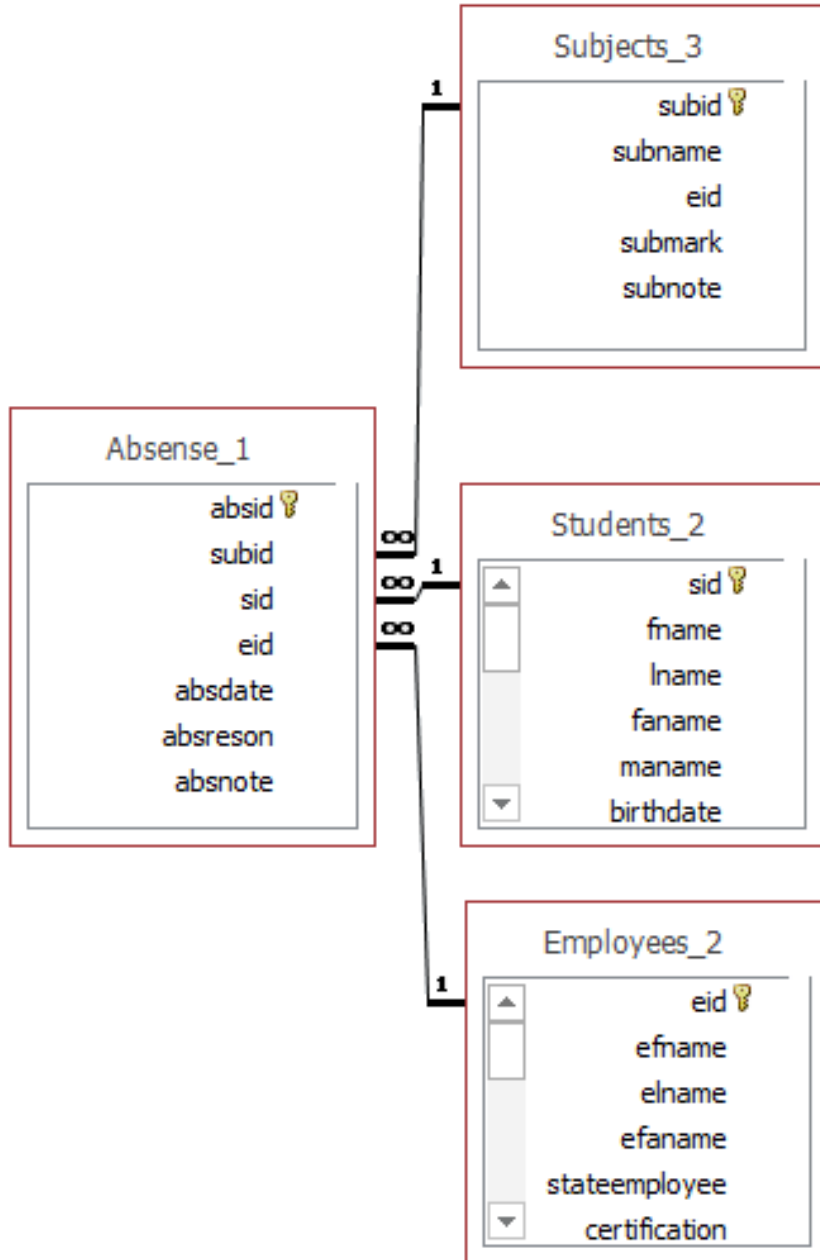 Subjects_3
1
subid
subname
eid
submark
subnote
Absense_1
absid
subid
sid
eid
absdate
absreson
absnote
∞
∞
∞
1
Students_2
sid
fname
lname
faname
maname
birthdate
1
Employees_2
eid
efname
elname
efaname
stateemployee
certification